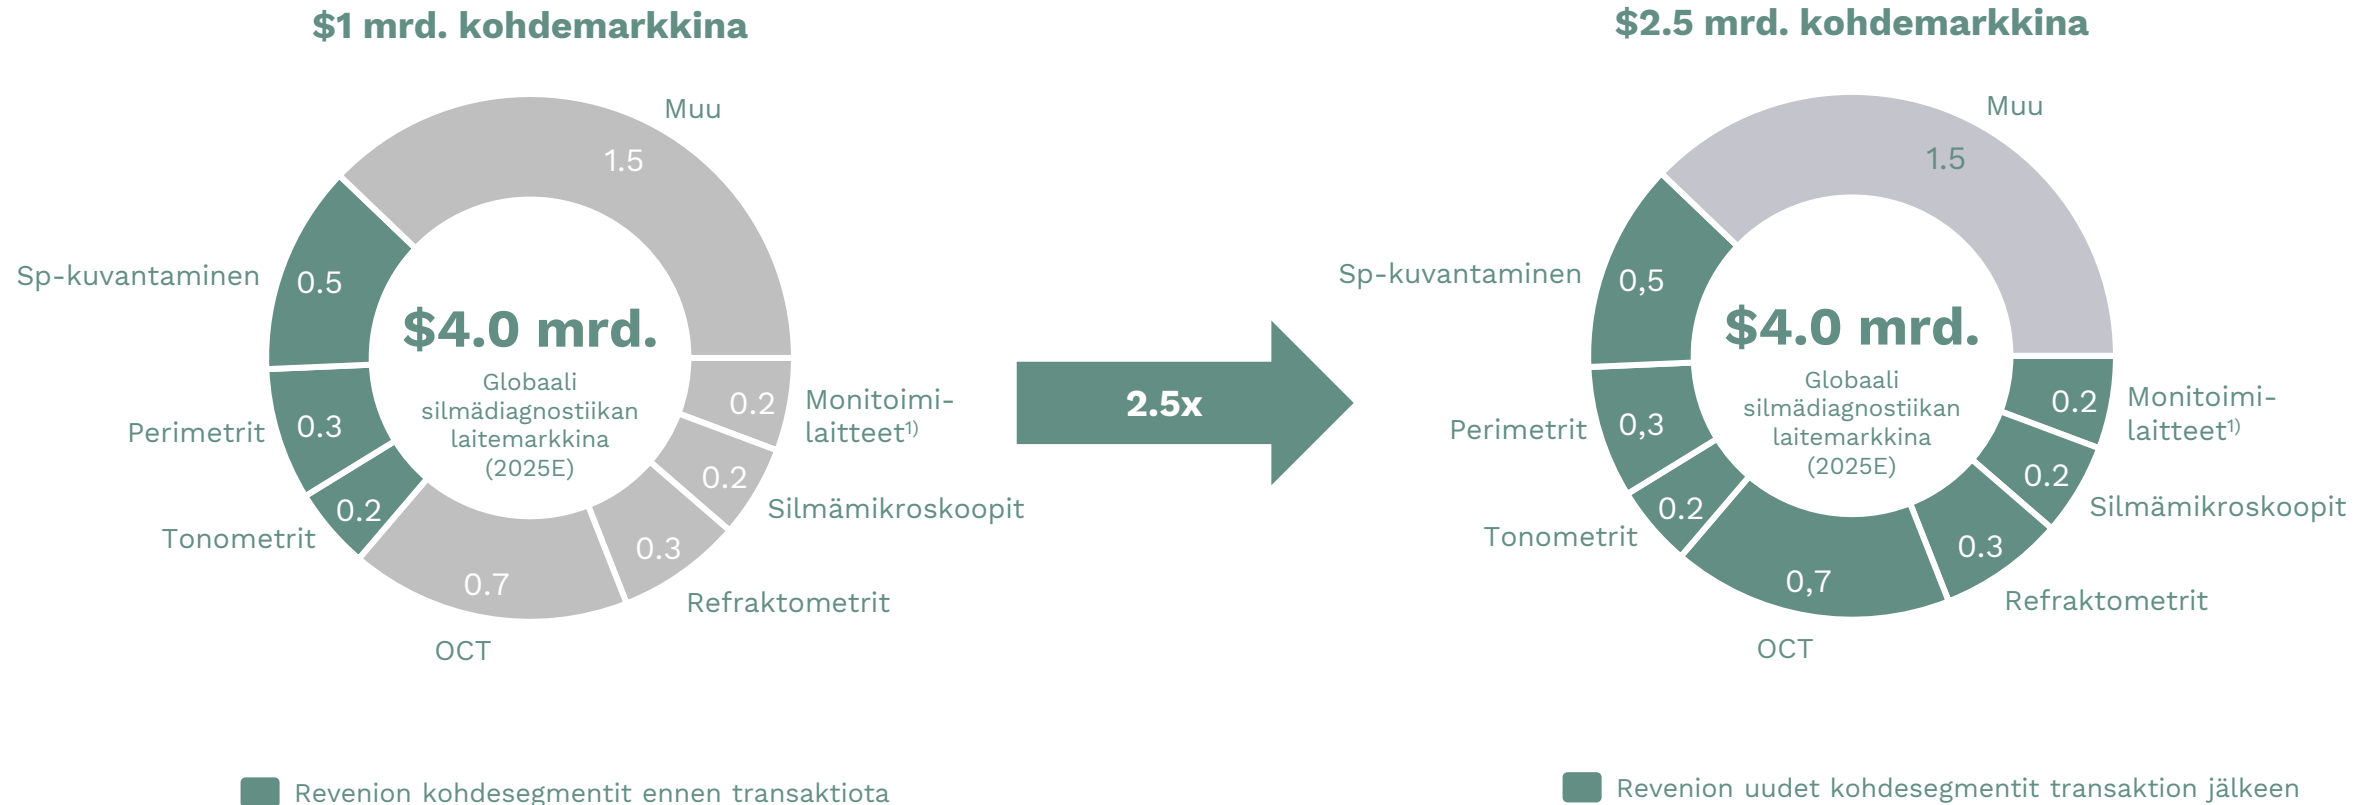 $1 mrd. kohdemarkkina
Muu
1.5
Sp-kuvantaminen
0.5
$4.0 mrd.
Globaali
silmädiagnostiikan
laitemarkkina
(2025E)
Perimetrit
0.3
0.2
Monitoimi-
laitteet¹⁾
Tonometrit
0.2
0.2
Silmämikroskoopit
0.7
0.3
Refraktometrit
OCT
Revenion kohdesegmentit ennen transaktiota
2.5x
$2.5 mrd. kohdemarkkina
Muu
1.5
Sp-kuvantaminen
0,5
$4.0 mrd.
Globaali
silmädiagnostiikan
laitemarkkina
(2025E)
Perimetrit
0,3
0.2
Monitoimi-
laitteet¹⁾
Tonometrit
0.2
0.2
Silmämikroskoopit
0,7
0.3
Refraktometrit
OCT
Revenion uudet kohdesegmentit transaktion jälkeen